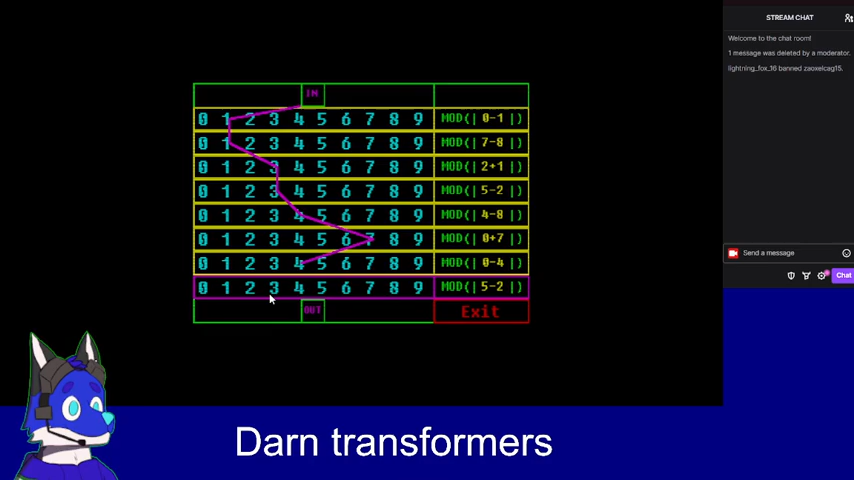 STREAM CHAT
Welcome to the chat room!
1 message was deleted by a moderator.
lightning_fox_16 banned zaoxelcag15.
IN
0 1 2 3 4 5 6 7 8 9 MOD(| 0-1 |)
0 1 2 3 4 5 6 7 8 9 MOD(| 7-8 |)
0 1 2 3 4 5 6 7 8 9 MOD(| 2+1 |)
0 1 2 3 4 5 6 7 8 9 MOD(| 5-2 |)
0 1 2 3 4 5 6 7 8 9 MOD(| 4-8 |)
0 1 2 3 4 5 6 7 8 9 MOD(| 0+7 |)
0 1 2 3 4 5 6 7 8 9 MOD(| 0-4 |)
0 1 2 3 4 5 6 7 8 9 MOD(| 5-2 |)
OUT
Exit
Send a message
Chat
Darn transformers